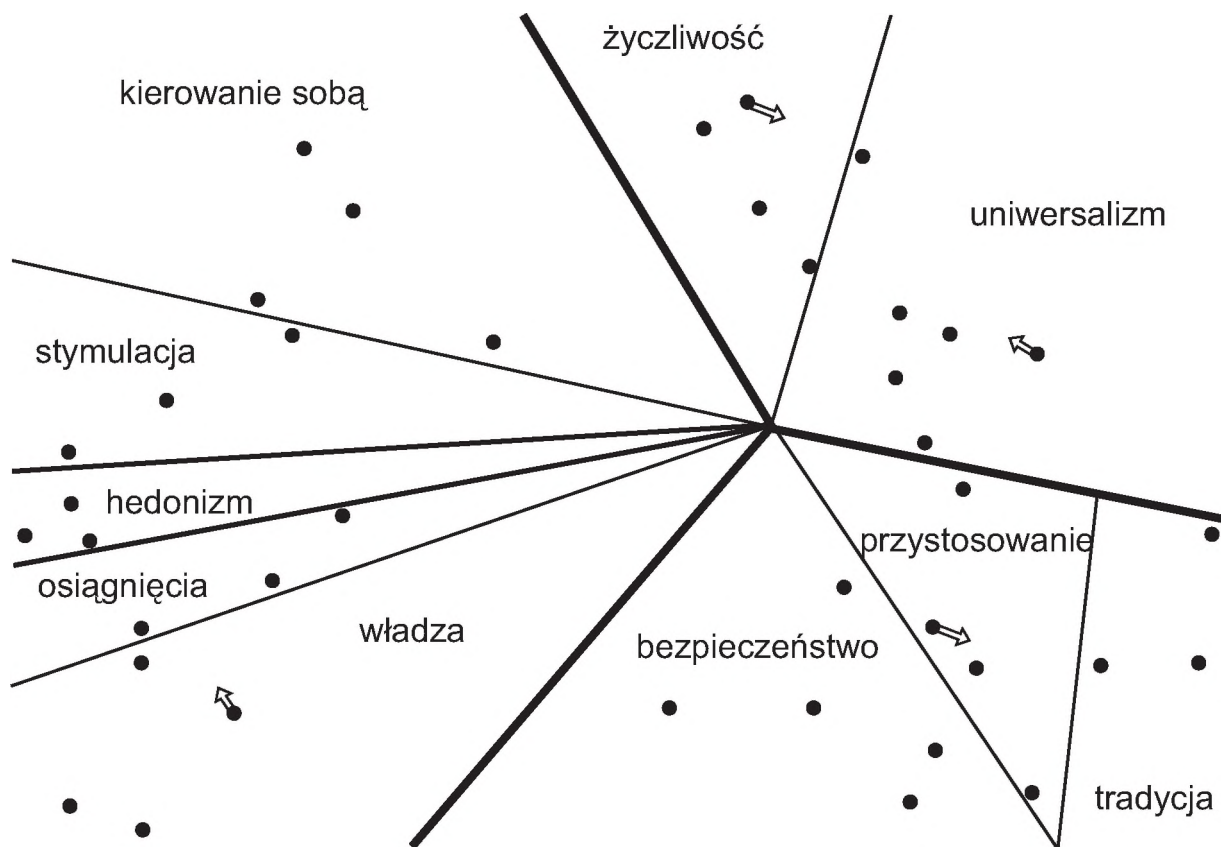 życzliwość
kierowanie sobą
uniwersalizm
stymulacja
hedonizm
przystosowanie
osiągnięcia
władza
bezpieczeństwo
tradycja